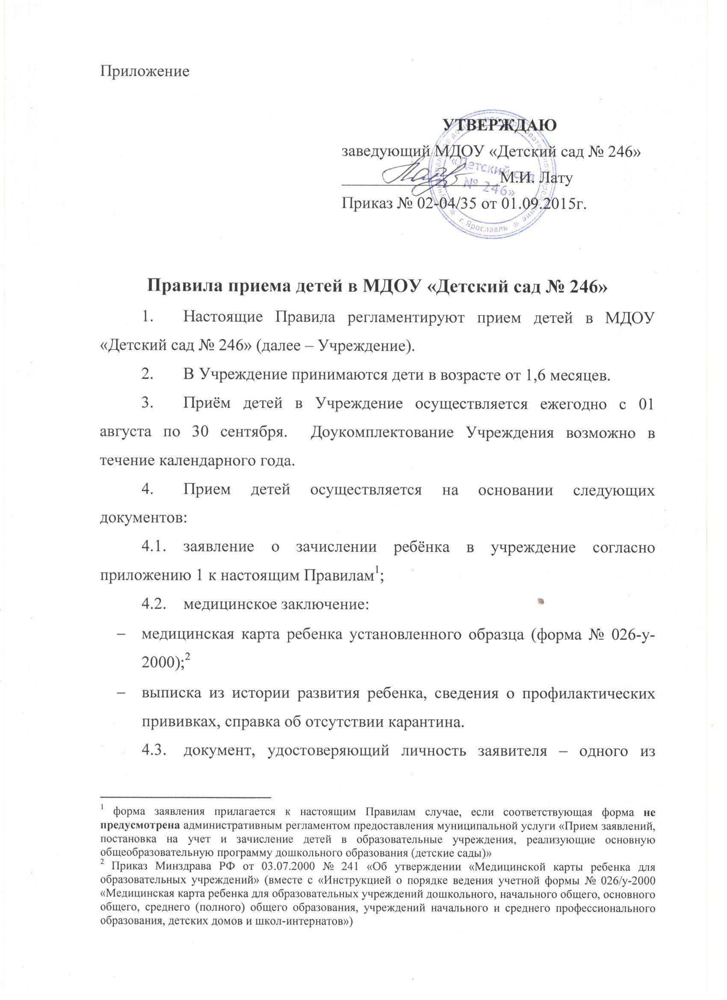 Приложение
УТВЕРЖДАЮ
заведующий МДОУ «Детский сад № 246»
М.И. Лату
Приказ № 02-04/35 от 01.09.2015г.
муниципальное дошкольное образовательное учреждение
* г. Ярославль *
«Детский сад
№ 246»
Правила приема детей в МДОУ «Детский сад № 246»
1. Настоящие Правила регламентируют прием детей в МДОУ
«Детский сад № 246» (далее – Учреждение).
2. В Учреждение принимаются дети в возрасте от 1,6 месяцев.
3. Приём детей в Учреждение осуществляется ежегодно с 01
августа по 30 сентября. Доукомплектование Учреждения возможно в
течение календарного года.
4. Прием детей осуществляется на основании следующих
документов:
4.1. заявление о зачислении ребёнка в учреждение согласно
приложению 1 к настоящим Правилам1;
4.2. медицинское заключение:
– медицинская карта ребенка установленного образца (форма № 026-у-
2000);2
– выписка из истории развития ребенка, сведения о профилактических
прививках, справка об отсутствии карантина.
4.3. документ, удостоверяющий личность заявителя – одного из
1 форма заявления прилагается к настоящим Правилам случае, если соответствующая форма не
предусмотрена административным регламентом предоставления муниципальной услуги «Прием заявлений,
постановка на учет и зачисление детей в образовательные учреждения, реализующие основную
общеобразовательную программу дошкольного образования (детские сады)»
2 Приказ Минздрава РФ от 03.07.2000 № 241 «Об утверждении «Медицинской карты ребенка для
образовательных учреждений» (вместе с «Инструкцией о порядке ведения учетной формы № 026/у-2000
«Медицинская карта ребенка для образовательных учреждений дошкольного, начального общего, основного
общего, среднего (полного) общего образования, учреждений начального и среднего профессионального
образования, детских домов и школ-интернатов»)